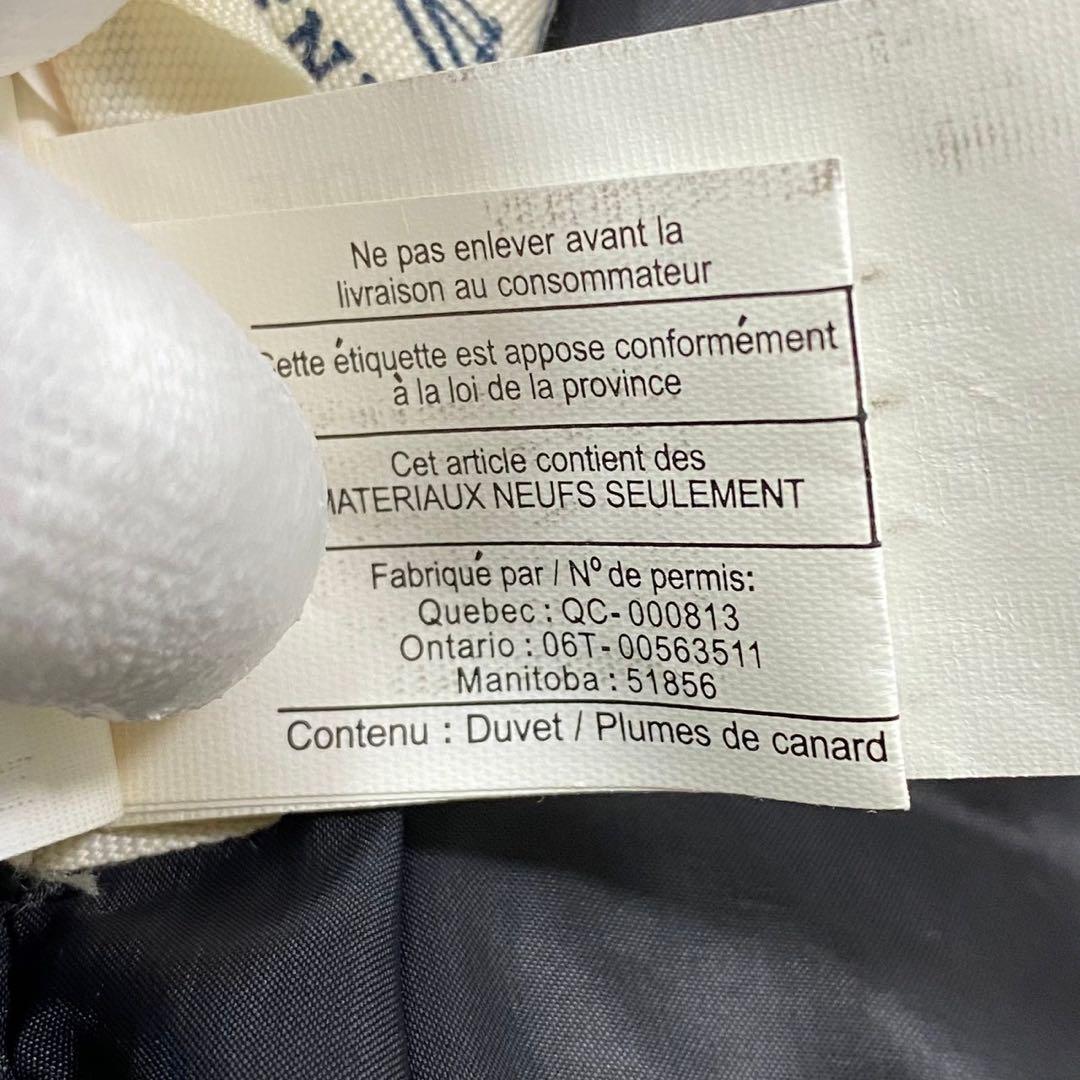 Ne pas enlever avant la
livraison au consommateur
étiquette est appose conformément
à la loi de la province
Cet article contient des
NEUFS SEULEMENT
Fabriqué par / Nº de permis:
Quebec : QC-000813
Ontario : 06T-00563511
Manitoba : 51856
Contenu : Duvet / Plumes de canard